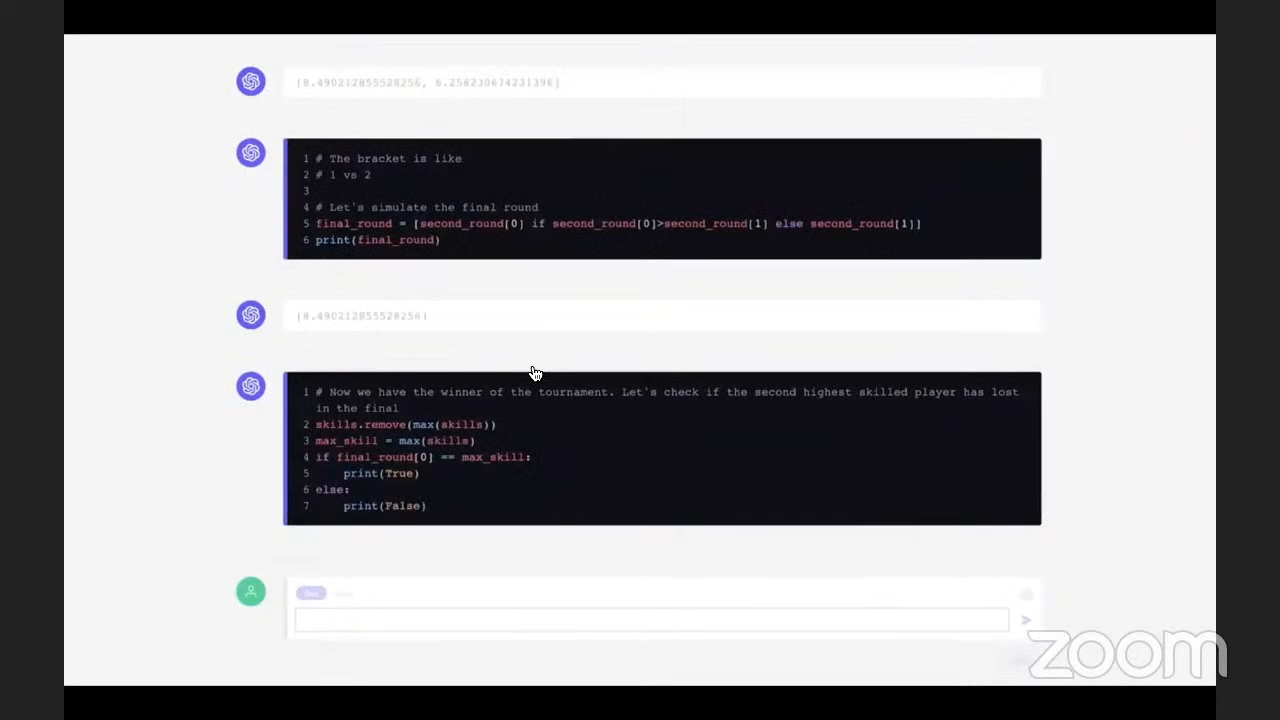 [8.490212855528256, 6.258230674231396]
1 # The bracket is like
2 # 1 vs 2
3
4 # Let's simulate the final round
5 final_round = [second_round[0] if second_round[0]>second_round[1] else second_round[1]]
6 print(final_round)
[8.490212855528256]
1 # Now we have the winner of the tournament. Let's check if the second highest skilled player has lost
in the final
2 skills.remove(max(skills))
3 max_skill = max(skills)
4 if final_round[0] == max_skill:
5     print(True)
6 else:
7     print(False)
zoom